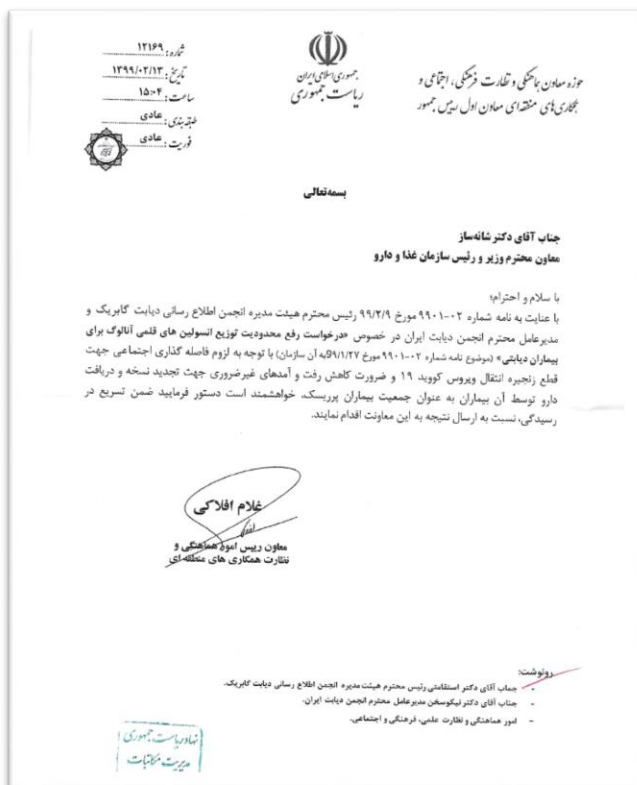 شماره: ۱۲۱۶۹
تاریخ: ۱۳۹۹/۰۲/۱۳
ساعت: ۱۵:۰۴
طبقه‌بندی: عادی
فوریت: عادی
جمهوری اسلامی ایران
ریاست جمهوری
حوزه معاون هماهنگی و نظارت فرهنگی، اجتماعی و
همکاری‌های منطقه‌ای معاون اول رییس جمهور
بسمه‌تعالی
جناب آقای دکتر شانه‌ساز
معاون محترم وزیر و رئیس سازمان غذا و دارو
با سلام و احترام؛
با عنایت به نامه شماره ۰۲-۹۹۰۱ مورخ ۹۹/۲/۹ رئیس محترم هیئت مدیره انجمن اطلاع رسانی دیابت گابریک و
مدیرعامل محترم انجمن دیابت ایران در خصوص «درخواست رفع محدودیت توزیع انسولین های قلمی آنالوگ برای
بیماران دیابتی» (موضوع نامه شماره ۰۲-۹۹۰۱ مورخ ۹۹/۱/۲۷به آن سازمان) با توجه به لزوم فاصله گذاری اجتماعی جهت
قطع زنجیره انتقال ویروس کووید ۱۹ و ضرورت کاهش رفت و آمدهای غیرضروری جهت تجدید نسخه و دریافت
دارو توسط آن بیماران به عنوان جمعیت بیماران پرریسک، خواهشمند است دستور فرمایید ضمن تسریع در
رسیدگی، نسبت به ارسال نتیجه به این معاونت اقدام نمایند.
غلام افلاکی
معاون رییس امور هماهنگی و
نظارت همکاری های منطقه ای
رونوشت:
- جناب آقای دکتر استقامتی رئیس محترم هیئت مدیره انجمن اطلاع رسانی دیابت گابریک.
- جناب آقای دکتر نیکوسخن مدیرعامل محترم انجمن دیابت ایران.
- امور هماهنگی و نظارت علمی، فرهنگی و اجتماعی.
نهاد ریاست جمهوری
مدیریت مکاتبات